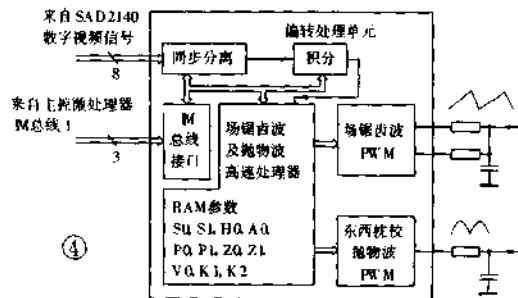 来自SAD2140
数字视频信号
8
偏转处理单元
同步分离
积分
来自主控微处理器
IM总线1
3
IM
总线
接口
场锯齿波
及抛物波
高速处理器
场锯齿波
PWM
RAM参数
S0, S1, H0, A0,
P0, P1, Z0, Z1,
V0, K1, K2
东西枕校
抛物波
PWM
④